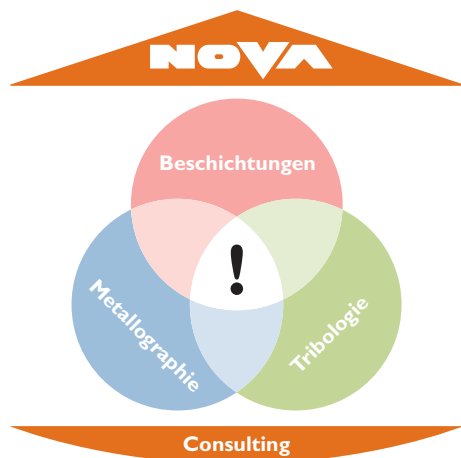 NOVA
Beschichtungen
!
Metallographie
Tribologie
Consulting